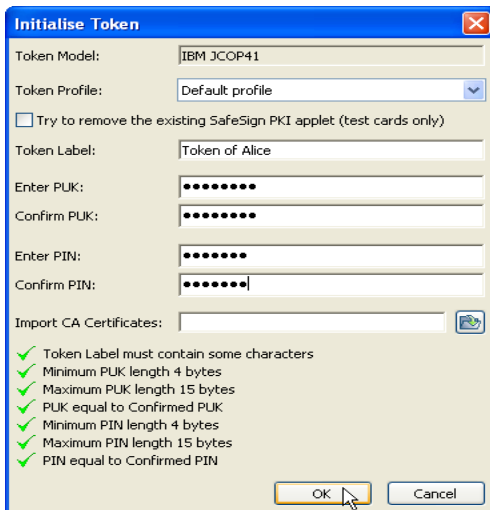 Initialise Token
Token Model: IBM JCOP41
Token Profile: Default profile
Try to remove the existing SafeSign PKI applet (test cards only)
Token Label: Token of Alice
Enter PUK: ●●●●●●●●
Confirm PUK: ●●●●●●●●
Enter PIN: ●●●●●●●
Confirm PIN: ●●●●●●●
Import CA Certificates:
Token Label must contain some characters
Minimum PUK length 4 bytes
Maximum PUK length 15 bytes
PUK equal to Confirmed PUK
Minimum PIN length 4 bytes
Maximum PIN length 15 bytes
PIN equal to Confirmed PIN
OK Cancel